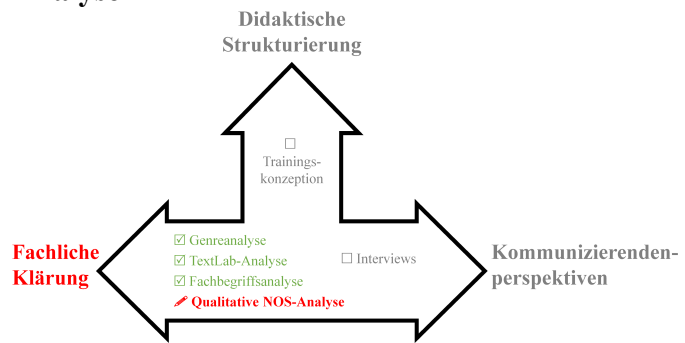 Didaktische
Strukturierung
☐
Trainings-
konzeption
Fachliche
Klärung
☑ Genreanalyse
☑ TextLab-Analyse
☑ Fachbegriffsanalyse
Qualitative NOS-Analyse
☐ Interviews
Kommunizierenden-
perspektiven